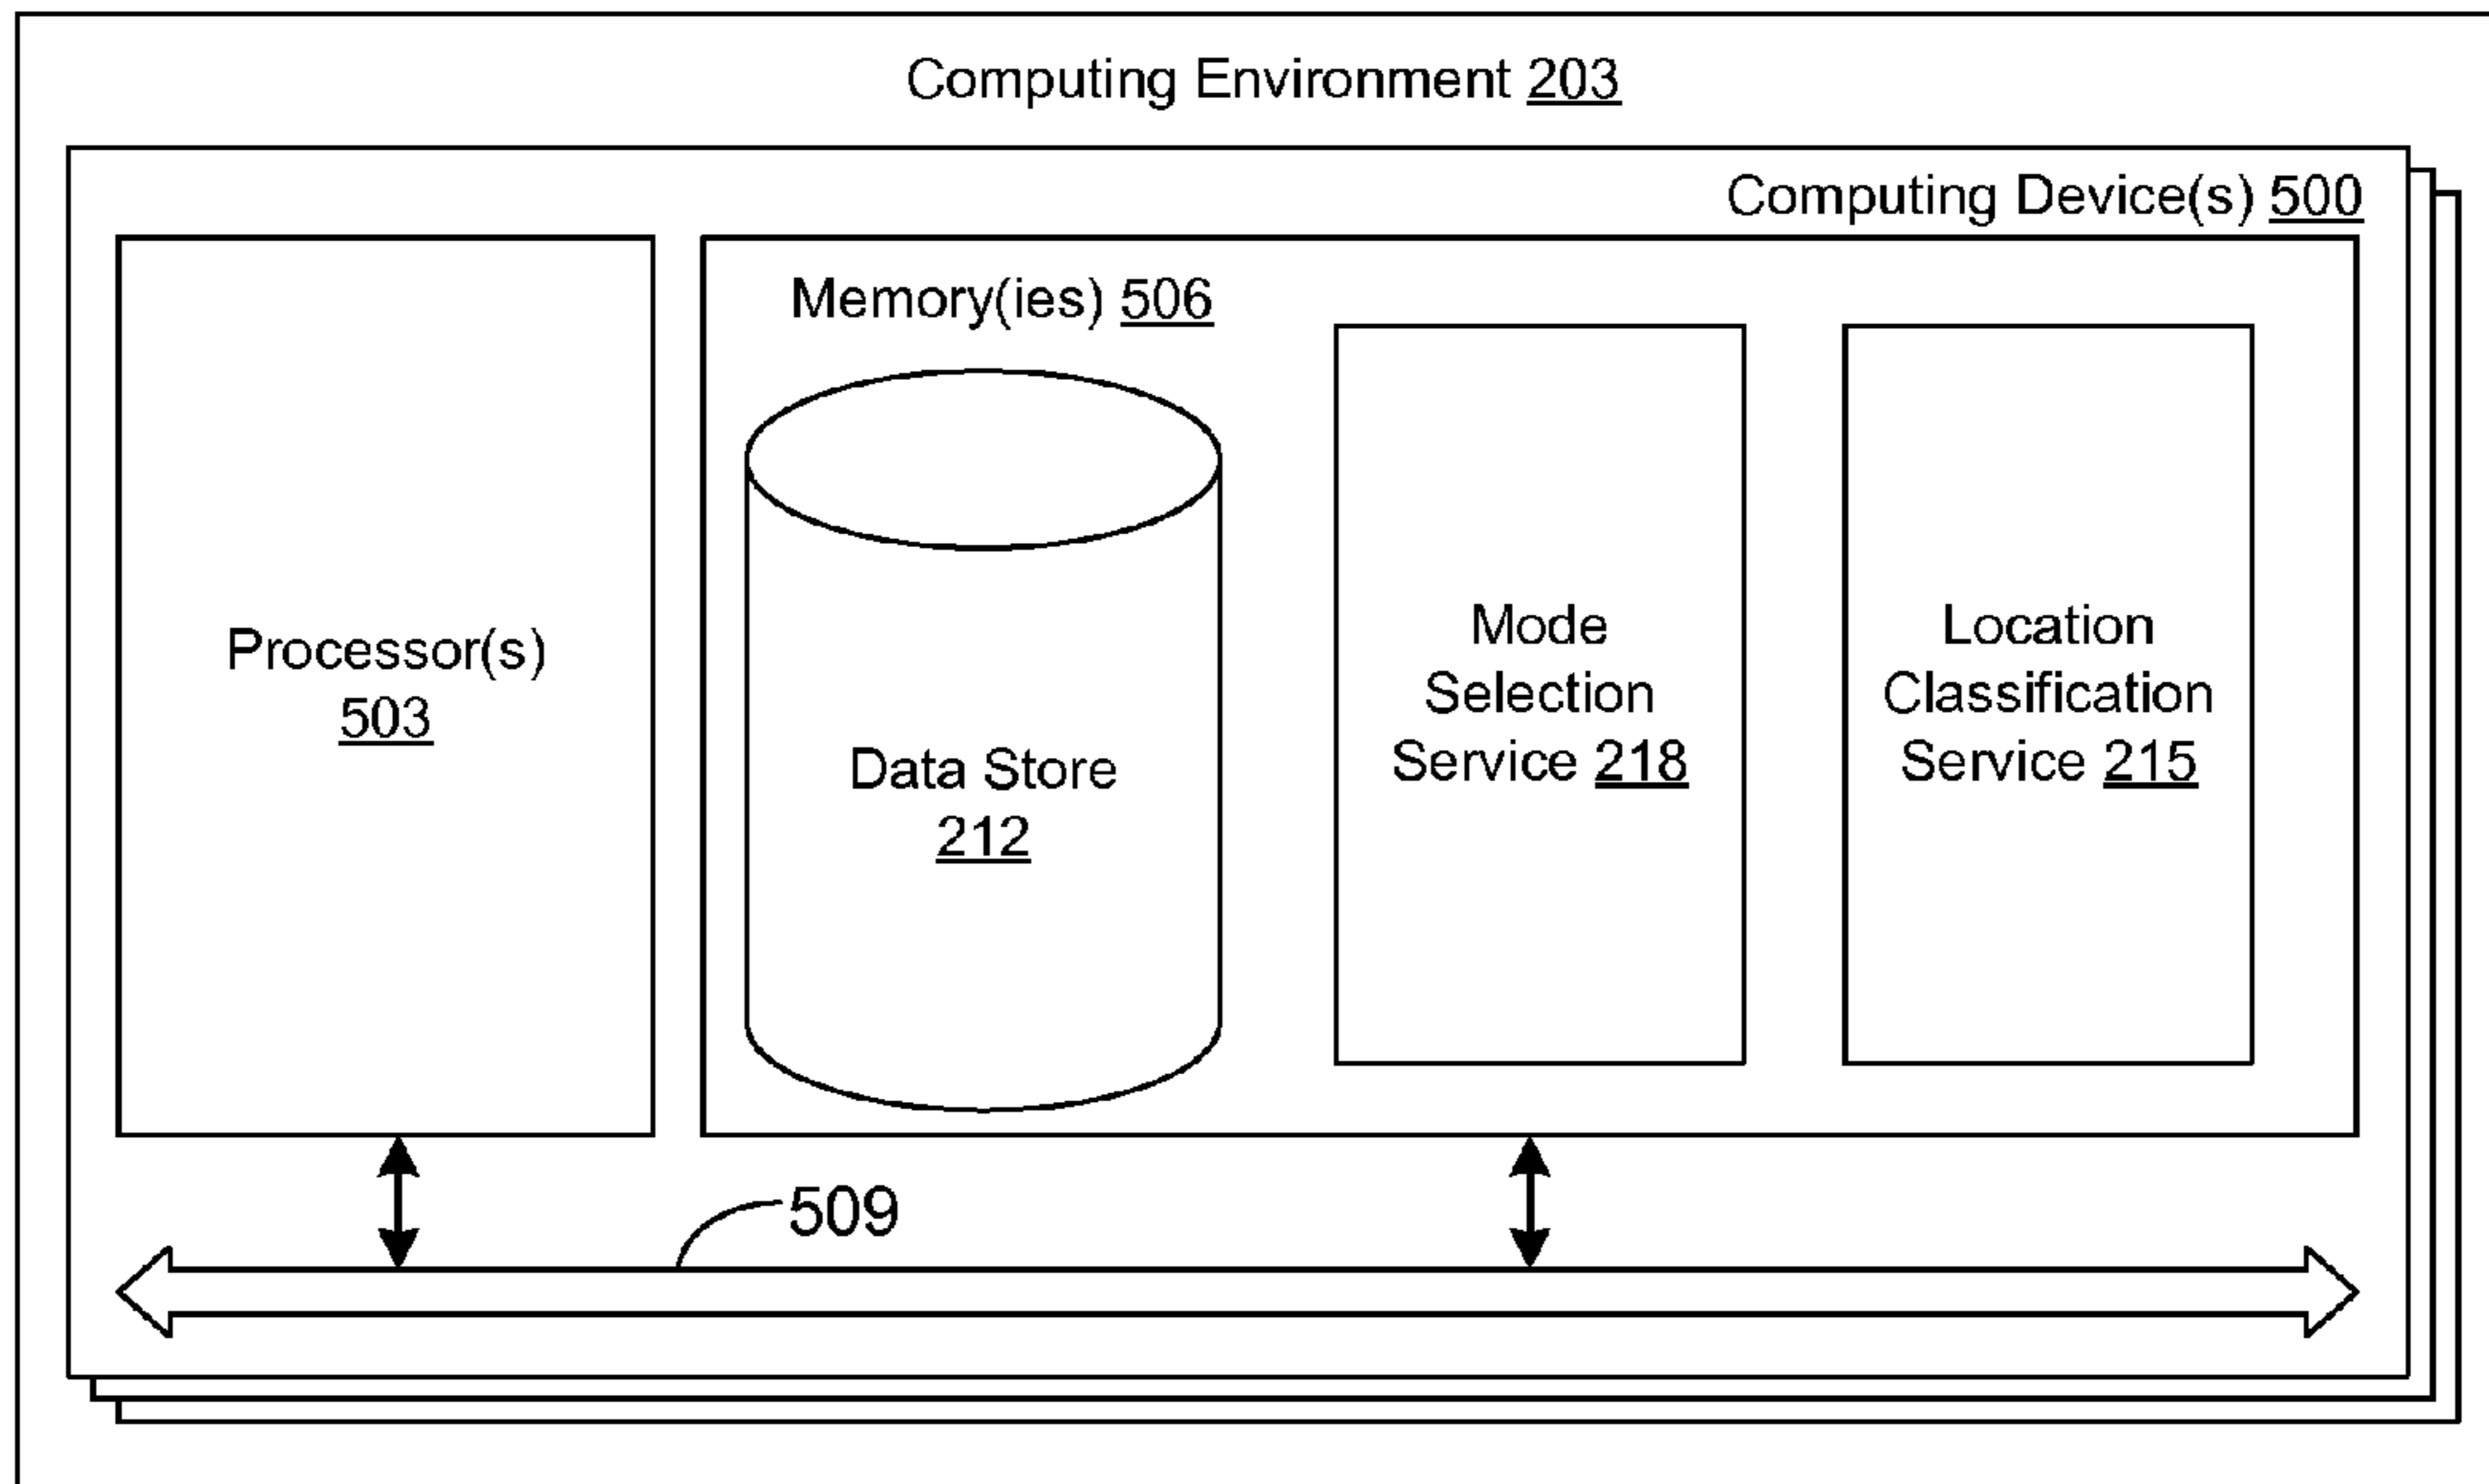 Computing Environment 203
Computing Device(s) 500
Memory(ies) 506
Processor(s)
503
Data Store
212
Mode
Selection
Service 218
Location
Classification
Service 215
509